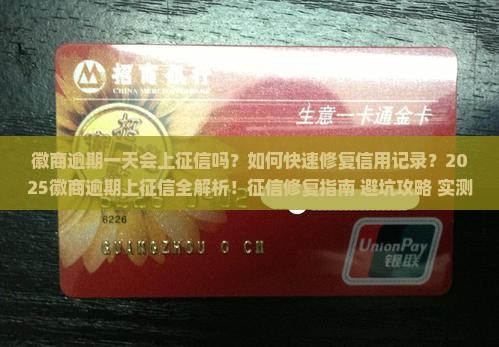 招商银行
CHINA MERCHANTS BANK
生意一卡通金卡
徽商逾期一天会上征信吗？如何快速修复信用记录？20
25徽商逾期上征信全解析！征信修复指南 避坑攻略 实测
6226
GUANGZHOU
UnionPay
银联